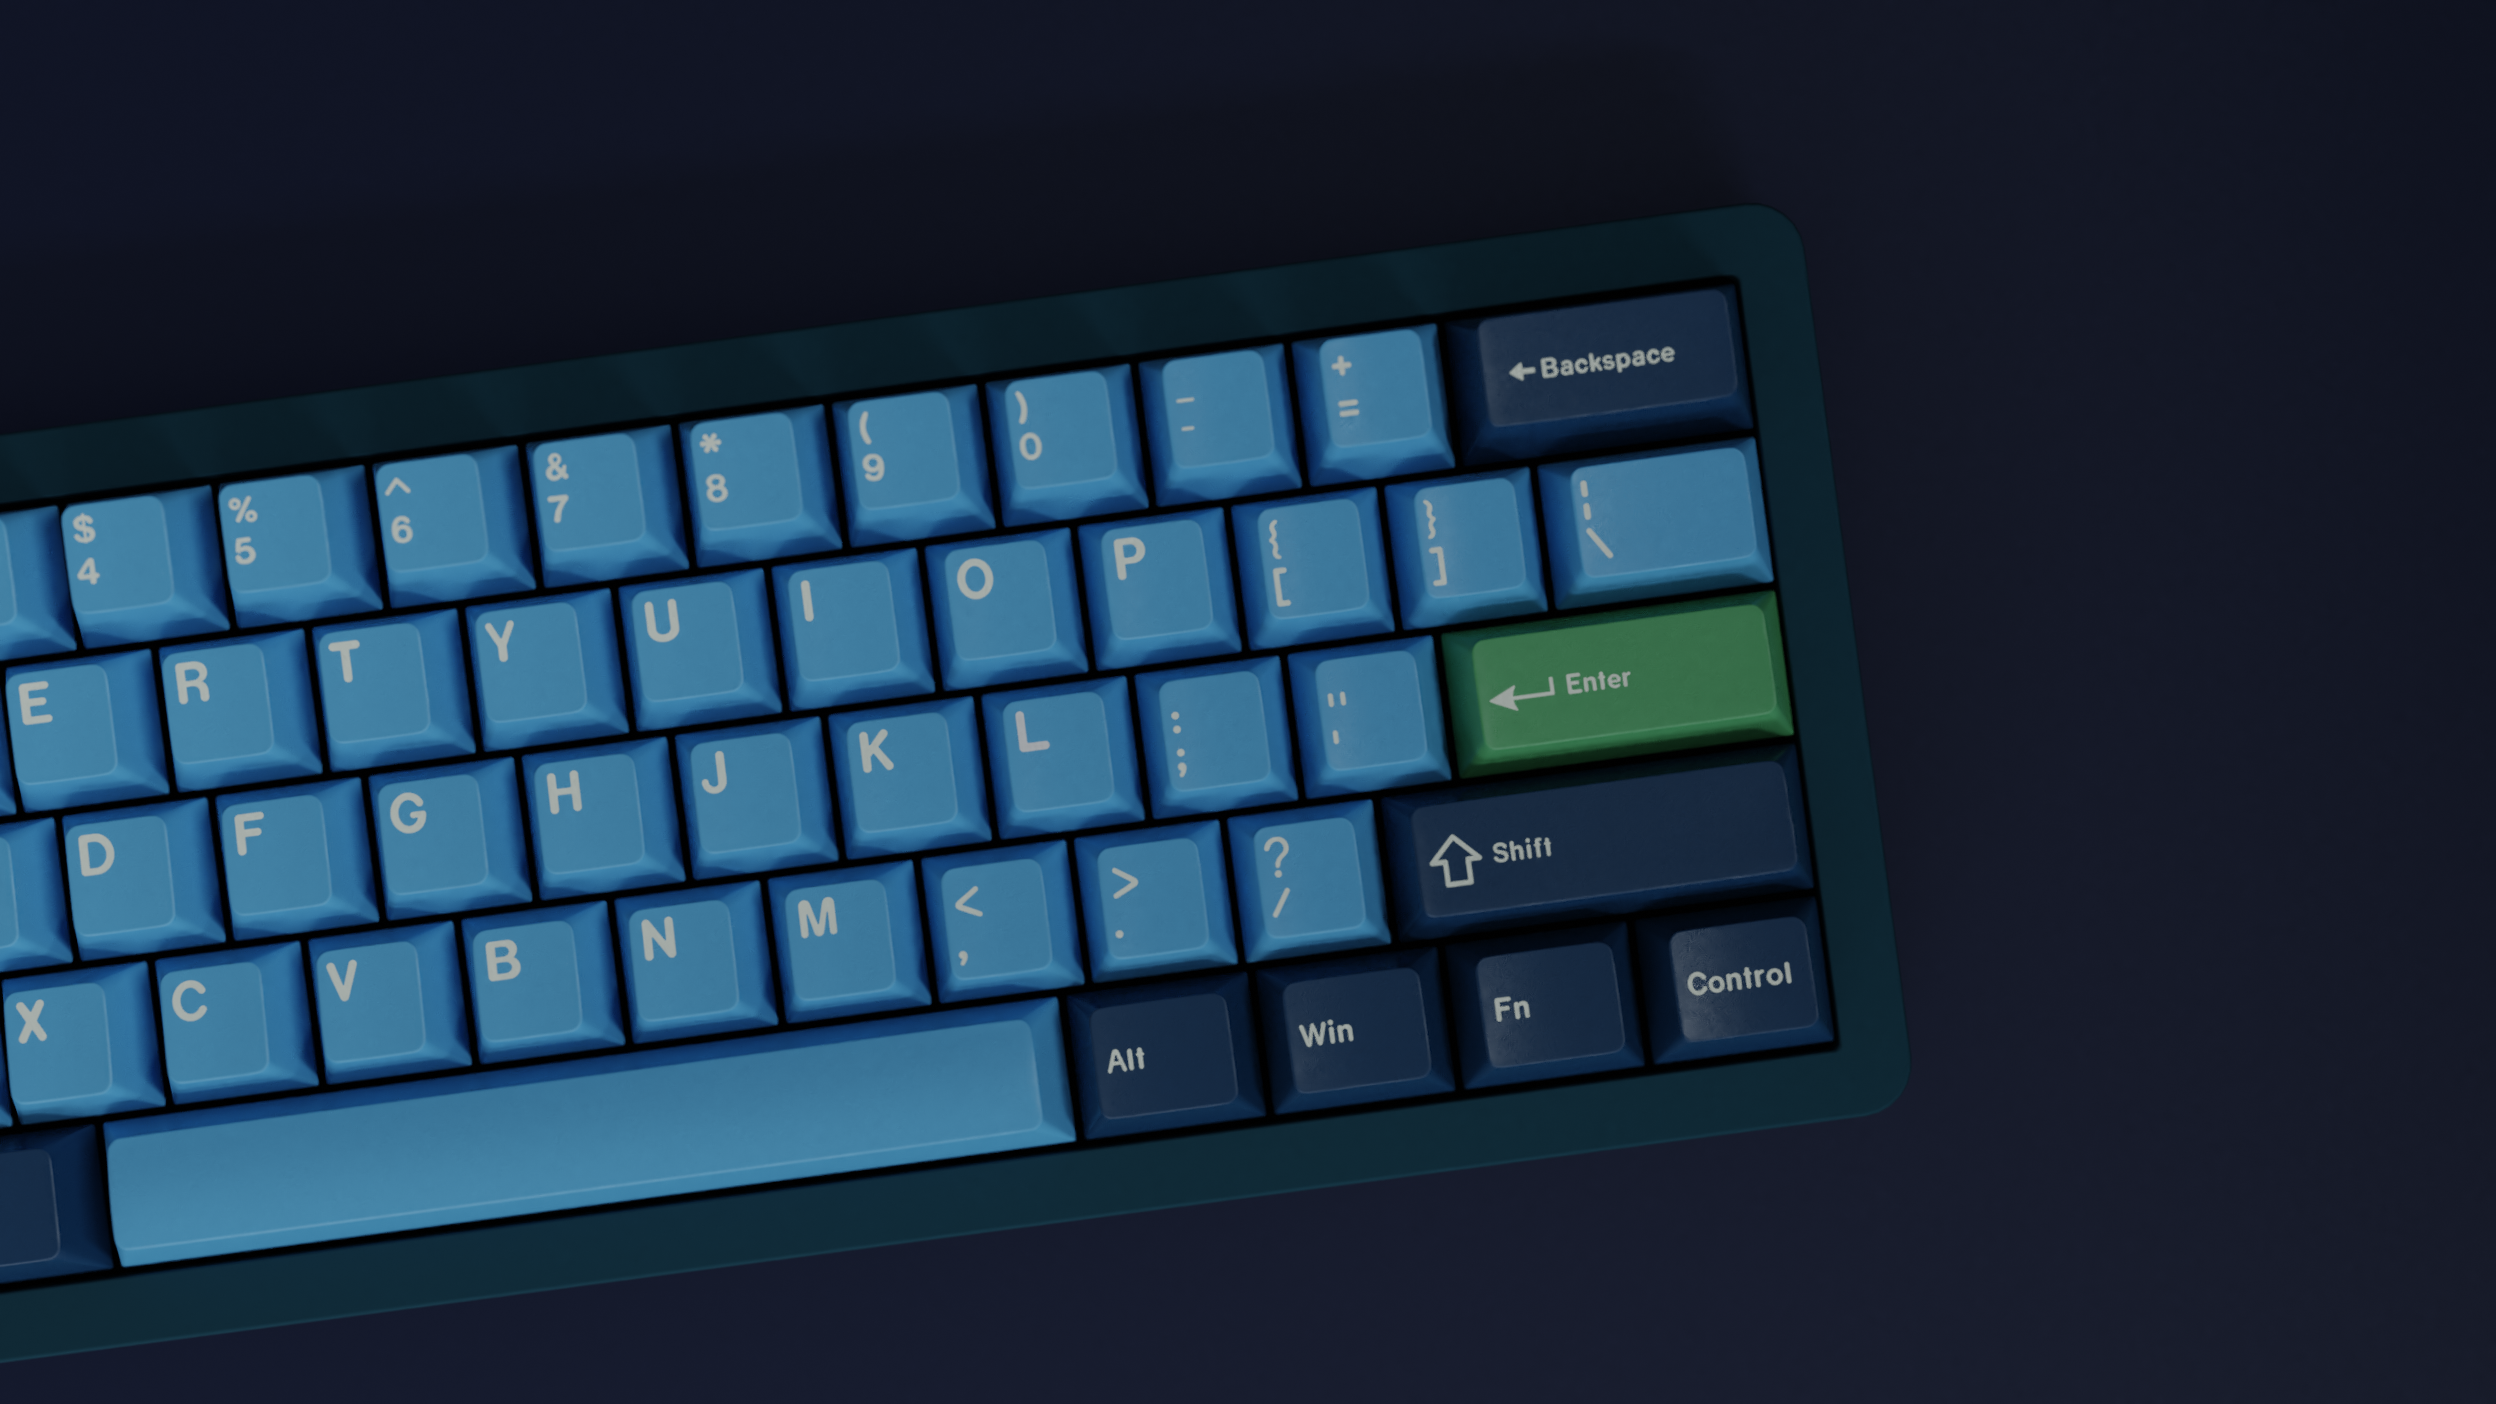 $ % ^ & * ( ) _ +
4 5 6 7 8 9 0 - = ←Backspace
E R T Y U I O P { } ¦
[ ] \
D F G H J K L : " Enter
; '
X C V B N M < > ? Shift
, . /
Alt Win Fn Control